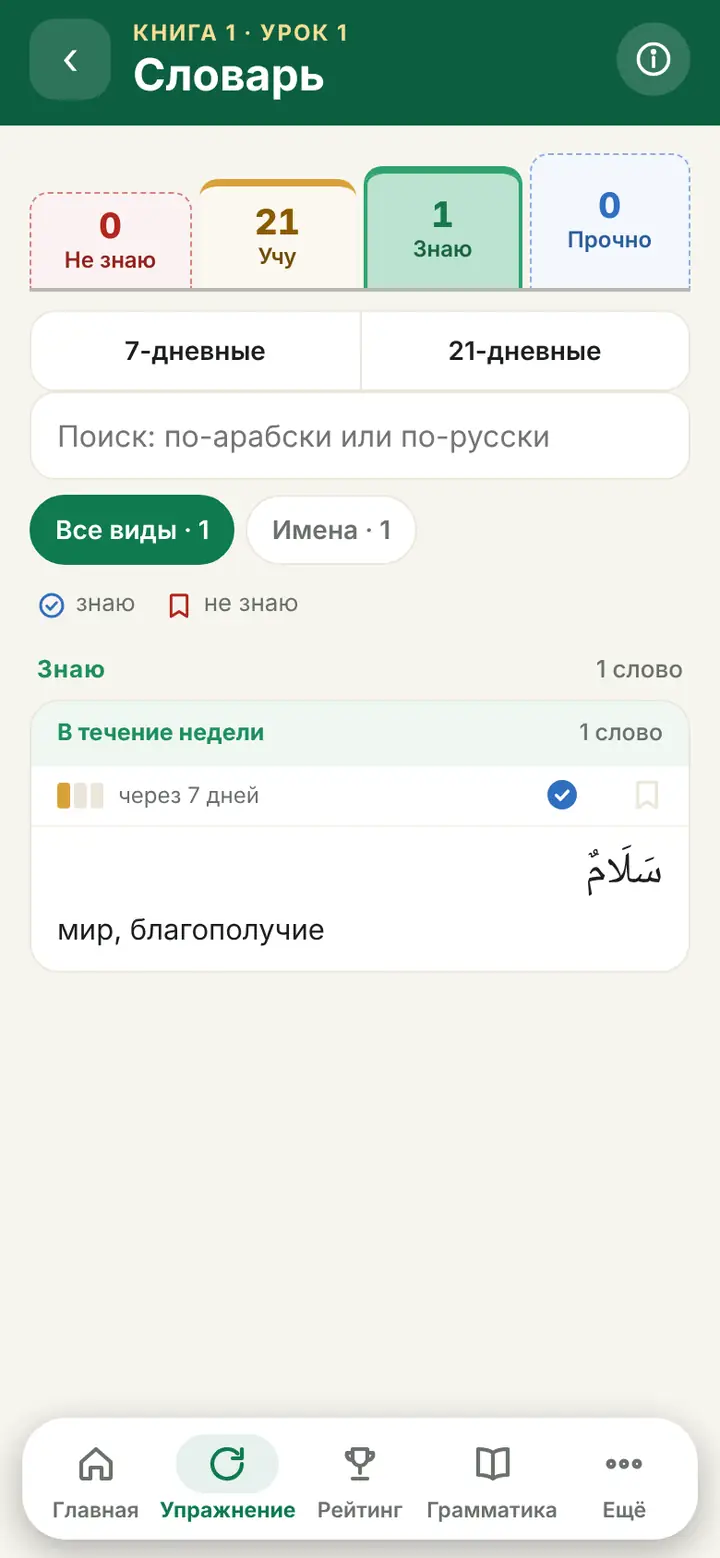 КНИГА 1 · УРОК 1
Словарь
0
Не знаю
21
Учу
1
Знаю
0
Прочно
7-дневные
21-дневные
Поиск: по-арабски или по-русски
Все виды · 1
Имена · 1
знаю
не знаю
Знаю
1 слово
В течение недели
1 слово
через 7 дней
سَلَامٌ
мир, благополучие
Главная
Упражнение
Рейтинг
Грамматика
Ещё